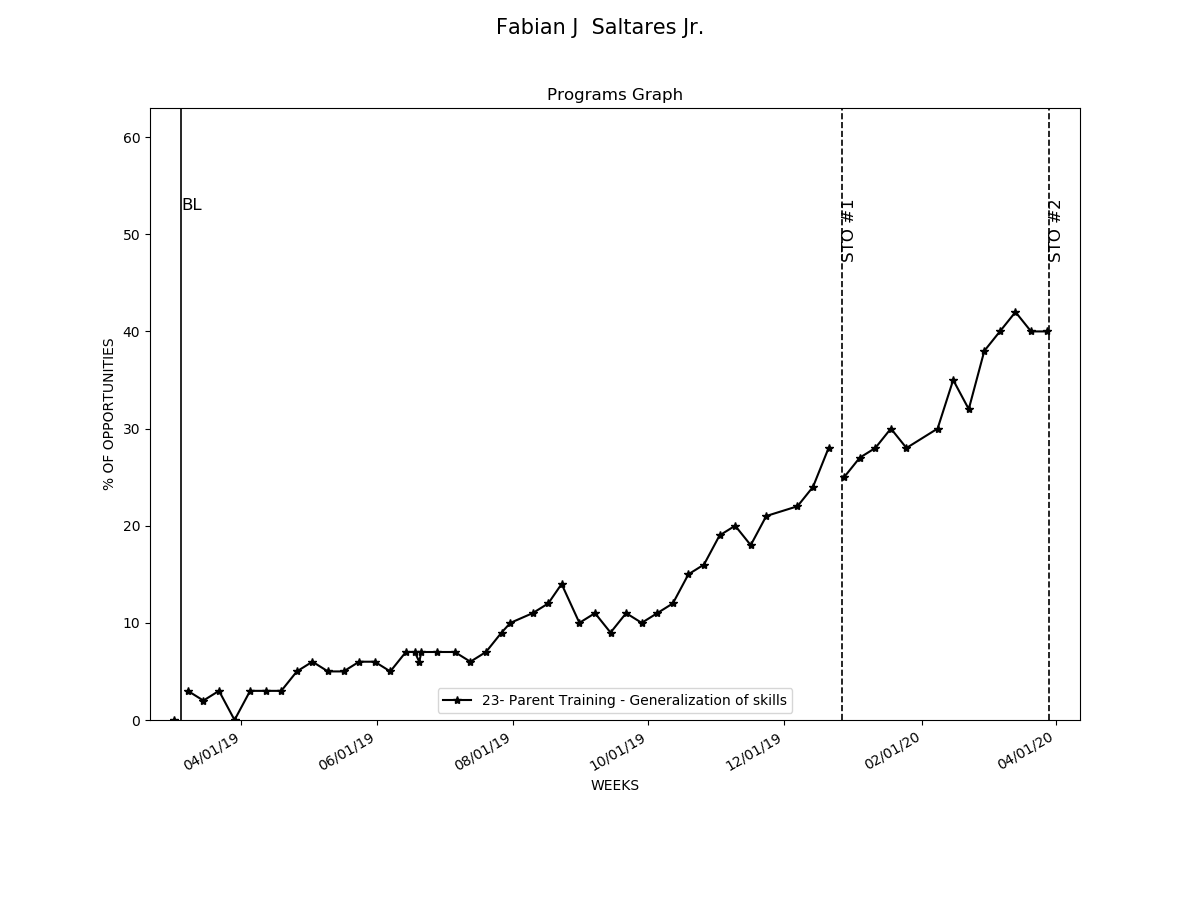 Fabian J  Saltares Jr.
Programs Graph
60
50
40
30
20
10
0
% OF OPPORTUNITIES
BL
STO #1
STO #2
23- Parent Training - Generalization of skills
04/01/19
06/01/19
08/01/19
10/01/19
12/01/19
02/01/20
04/01/20
WEEKS